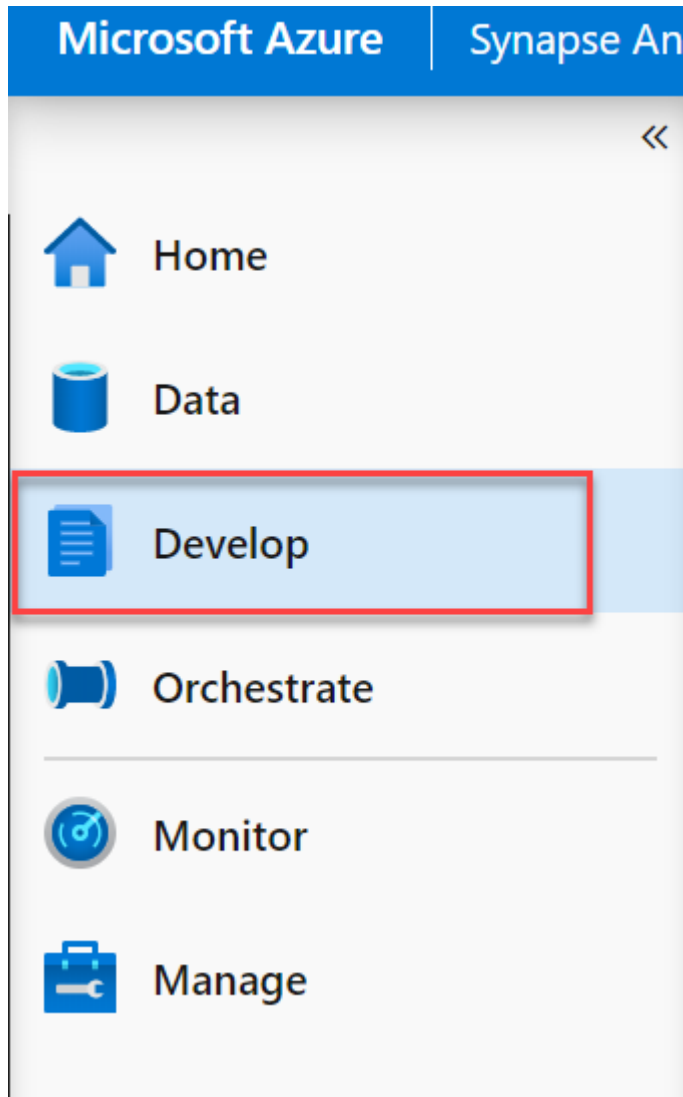 Microsoft Azure Synapse An
Home
Data
Develop
Orchestrate
Monitor
Manage